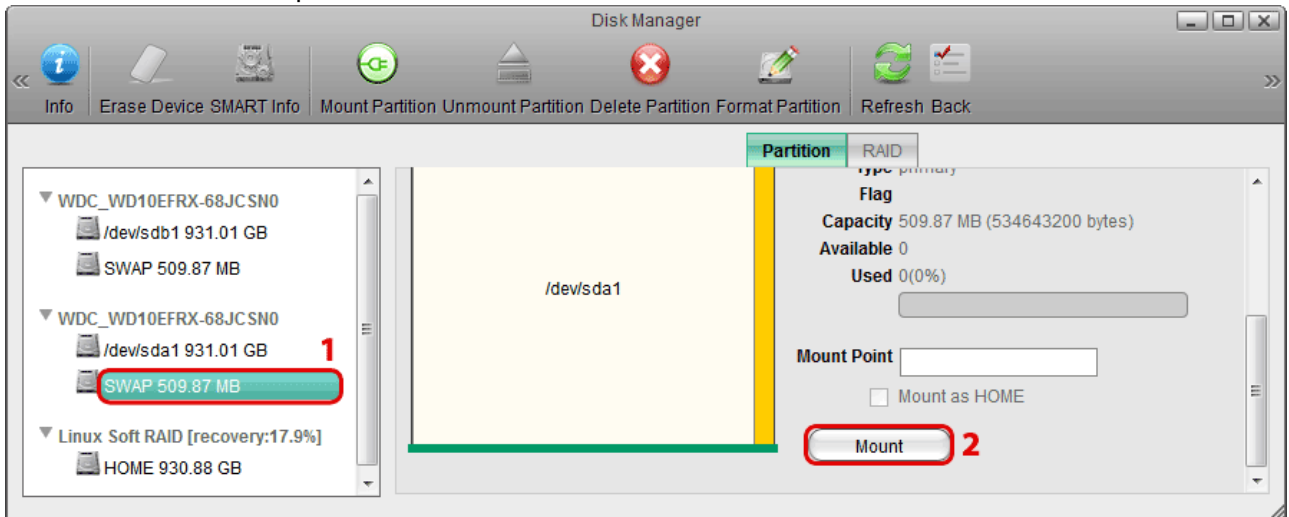 Disk Manager
Info Erase Device SMART Info Mount Partition Unmount Partition Delete Partition Format Partition Refresh Back
Partition RAID
WDC_WD10EFRX-68JCSN0
/dev/sdb1 931.01 GB
SWAP 509.87 MB
WDC_WD10EFRX-68JCSN0
/dev/sda1 931.01 GB
1
SWAP 509.87 MB
Linux Soft RAID [recovery:17.9%]
HOME 930.88 GB
/dev/sda1
Type primary
Flag
Capacity 509.87 MB (534643200 bytes)
Available 0
Used 0(0%)
Mount Point
Mount as HOME
Mount 2